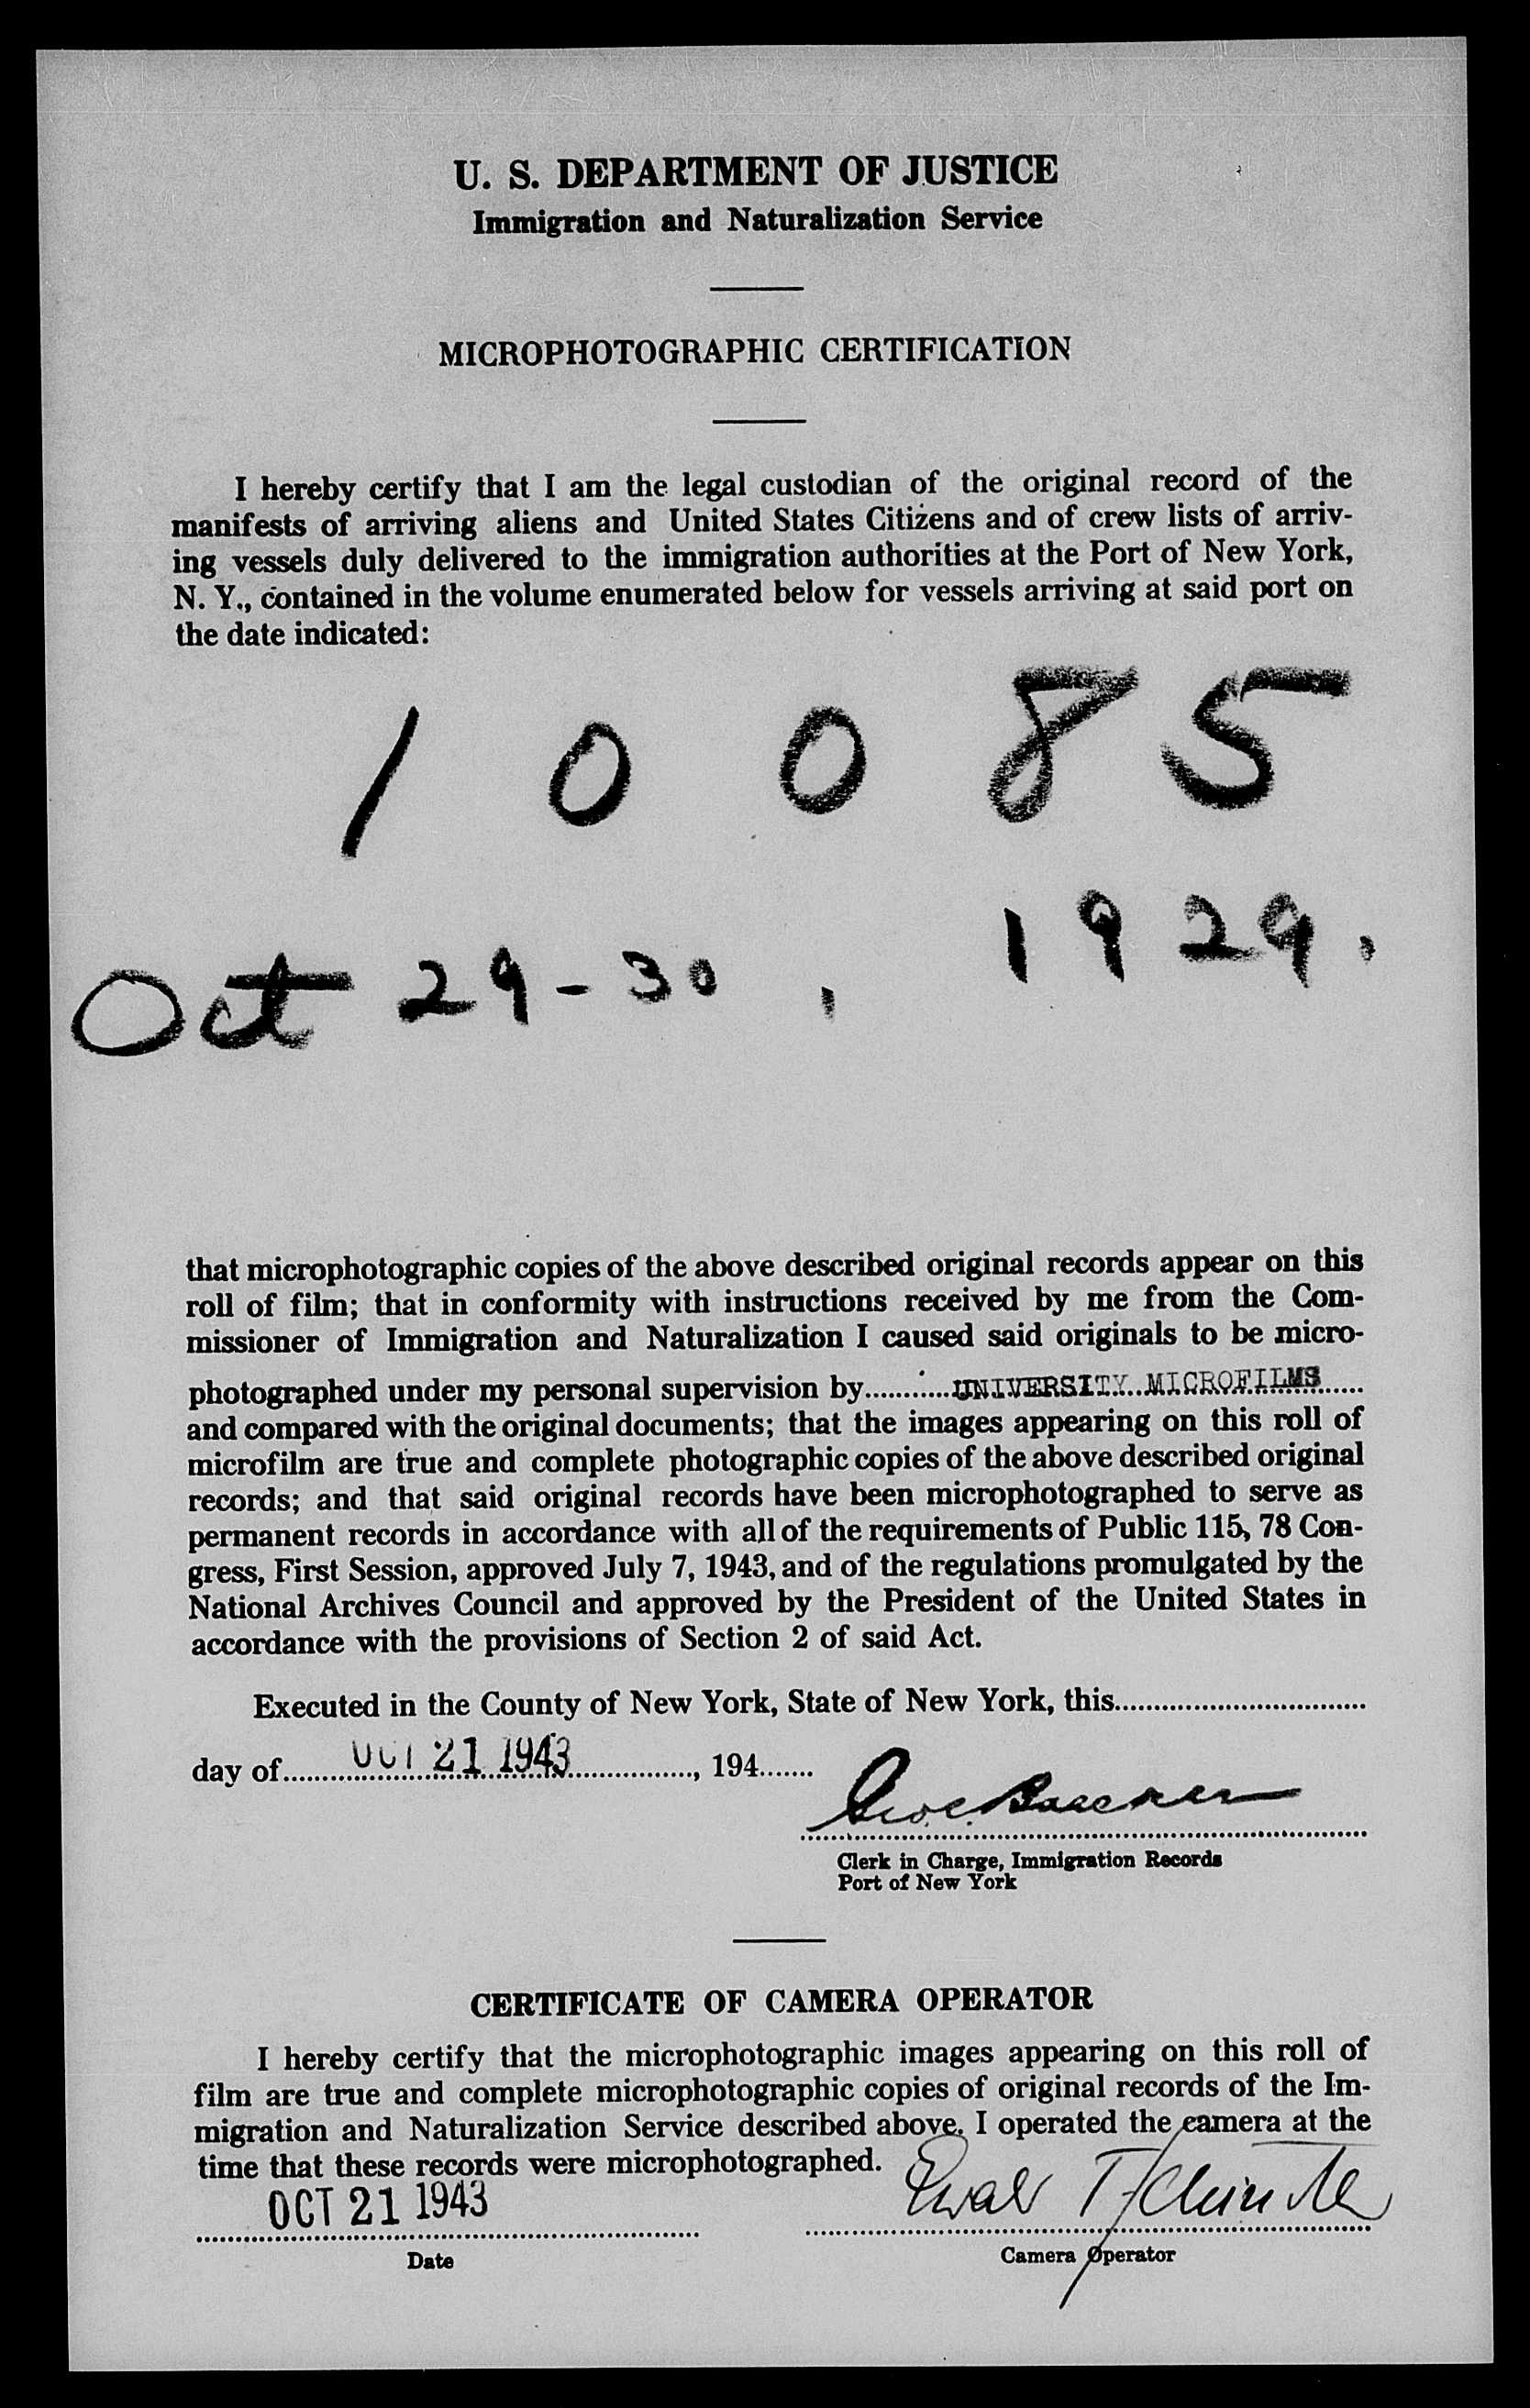 U. S. DEPARTMENT OF JUSTICE
Immigration and Naturalization Service
MICROPHOTOGRAPHIC CERTIFICATION
I hereby certify that I am the legal custodian of the original record of the
manifests of arriving aliens and United States Citizens and of crew lists of arriv-
ing vessels duly delivered to the immigration authorities at the Port of New York,
N. Y., contained in the volume enumerated below for vessels arriving at said port on
the date indicated:
10085
Oct 29-30, 1929.
that microphotographic copies of the above described original records appear on this
roll of film; that in conformity with instructions received by me from the Com-
missioner of Immigration and Naturalization I caused said originals to be micro-
photographed under my personal supervision by...........UNIVERSITY MICROFILMS......
and compared with the original documents; that the images appearing on this roll of
microfilm are true and complete photographic copies of the above described original
records; and that said original records have been microphotographed to serve as
permanent records in accordance with all of the requirements of Public 115, 78 Con-
gress, First Session, approved July 7, 1943, and of the regulations promulgated by the
National Archives Council and approved by the President of the United States in
accordance with the provisions of Section 2 of said Act.
Executed in the County of New York, State of New York, this................................
day of........OCT 21 1943................, 194.......
Clerk in Charge, Immigration Records
Port of New York
CERTIFICATE OF CAMERA OPERATOR
I hereby certify that the microphotographic images appearing on this roll of
film are true and complete microphotographic copies of original records of the Im-
migration and Naturalization Service described above. I operated the camera at the
time that these records were microphotographed.
OCT 21 1943
Date
Camera Operator